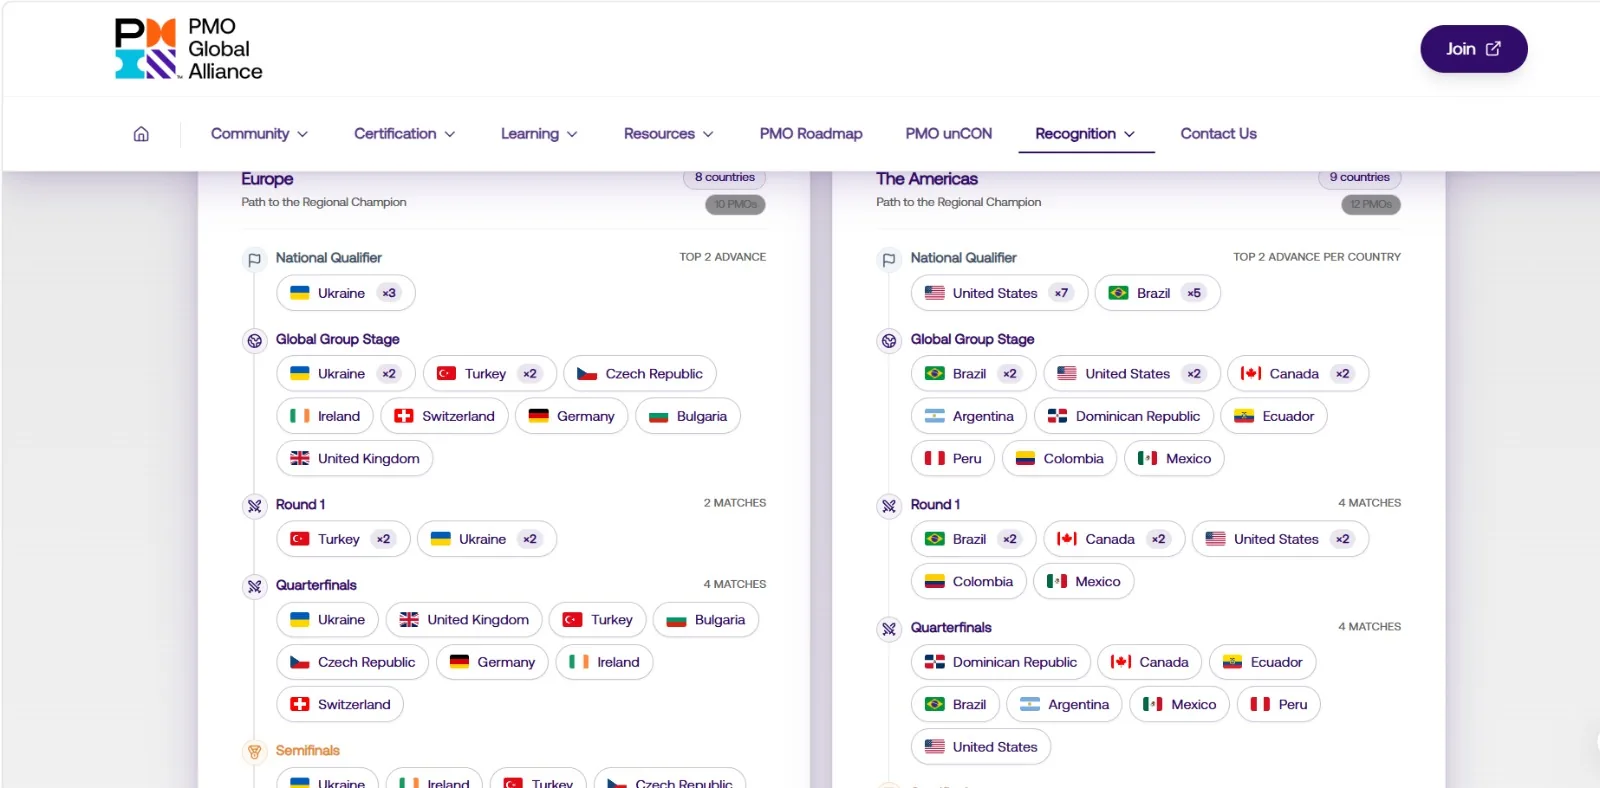 PMO
Global
Alliance
Join
Community
Certification
Learning
Resources
PMO Roadmap
PMO unCON
Recognition
Contact Us
Europe
8 countries
Path to the Regional Champion
10 PMOs
National Qualifier
TOP 2 ADVANCE
Ukraine ×3
Global Group Stage
Ukraine ×2 Turkey ×2 Czech Republic
Ireland Switzerland Germany Bulgaria
United Kingdom
Round 1
2 MATCHES
Turkey ×2 Ukraine ×2
Quarterfinals
4 MATCHES
Ukraine United Kingdom Turkey Bulgaria
Czech Republic Germany Ireland
Switzerland
Semifinals
Ukraine Ireland Turkey Czech Republic
The Americas
9 countries
Path to the Regional Champion
12 PMOs
National Qualifier
TOP 2 ADVANCE PER COUNTRY
United States ×7 Brazil ×5
Global Group Stage
Brazil ×2 United States ×2 Canada ×2
Argentina Dominican Republic Ecuador
Peru Colombia Mexico
Round 1
4 MATCHES
Brazil ×2 Canada ×2 United States ×2
Colombia Mexico
Quarterfinals
4 MATCHES
Dominican Republic Canada Ecuador
Brazil Argentina Mexico Peru
United States